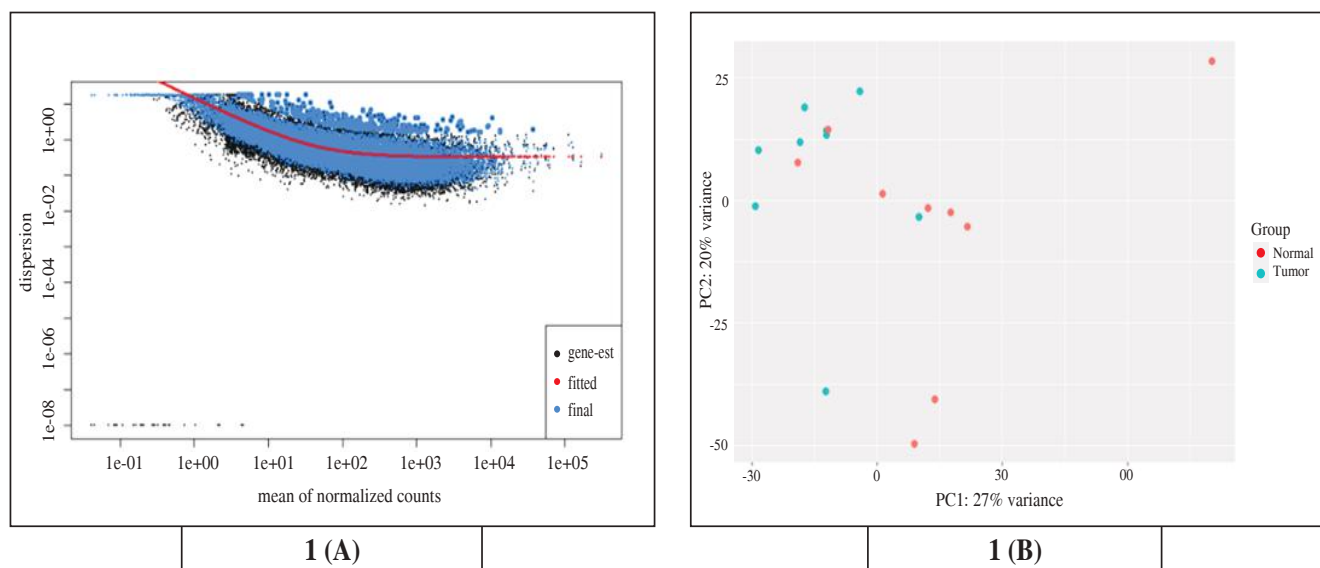 dispersion
1e+00
1e-02
1e-04
1e-06
1e-08
gene-est
fitted
final
1e-01 1e+00 1e+01 1e+02 1e+03 1e+04 1e+05
mean of normalized counts
1 (A)
PC2: 20% variance
25
0
-25
-50
-30 0 30 00
PC1: 27% variance
Group
Normal
Tumor
1 (B)